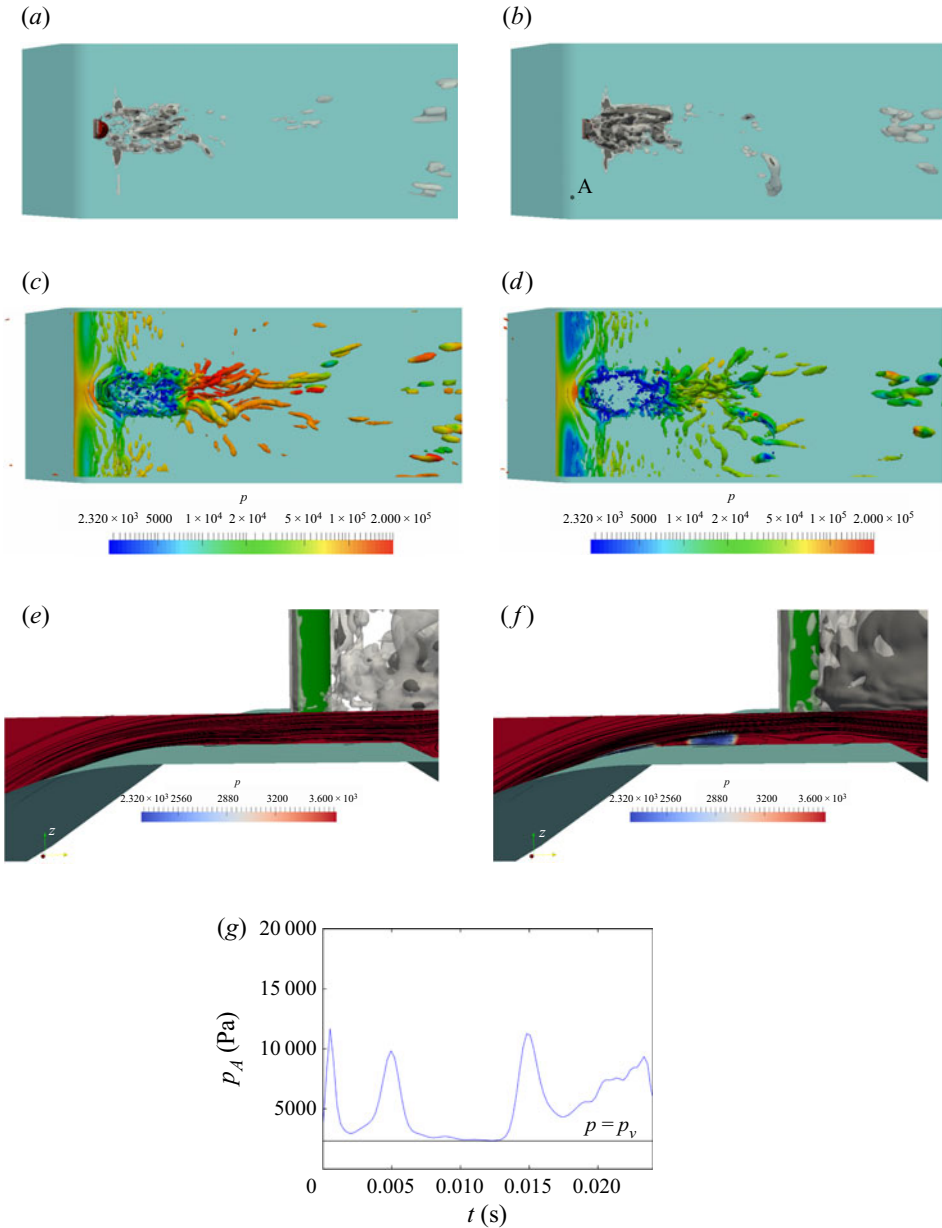 (a)
(b)
A
(c)
(d)
p
2.320 × 10³ 5000 1 × 10⁴ 2 × 10⁴ 5 × 10⁴ 1 × 10⁵ 2.000 × 10⁵
p
2.320 × 10³ 5000 1 × 10⁴ 2 × 10⁴ 5 × 10⁴ 1 × 10⁵ 2.000 × 10⁵
(e)
(f)
p
2.320 × 10³ 2560 2880 3200 3.600 × 10³
z
p
2.320 × 10³ 2560 2880 3200 3.600 × 10³
z
(g)
20 000
15 000
10 000
5000
p_A (Pa)
p = p_v
0 0.005 0.010 0.015 0.020
t (s)